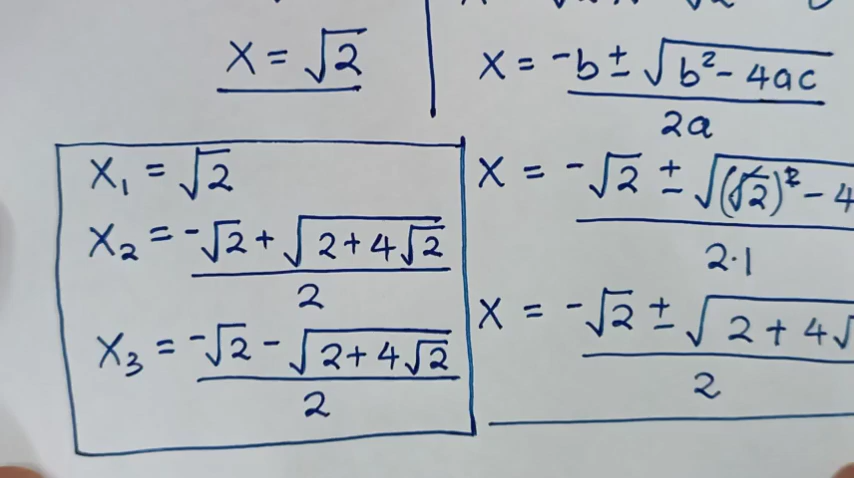 x = √2
x₁ = √2
x₂ = (-√2 + √(2 + 4√2))/2
x₃ = (-√2 - √(2 + 4√2))/2
x = (-b ± √(b² - 4ac))/2a
x = (-√2 ± √((√2)² - 4
2·1
x = (-√2 ± √(2 + 4√
2